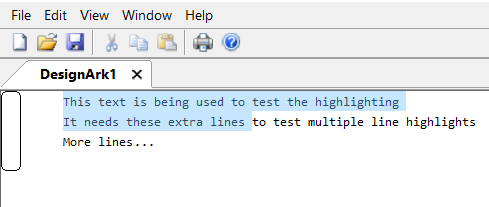 File Edit View Window Help
DesignArk1
This text is being used to test the highlighting
It needs these extra lines to test multiple line highlights
More lines...